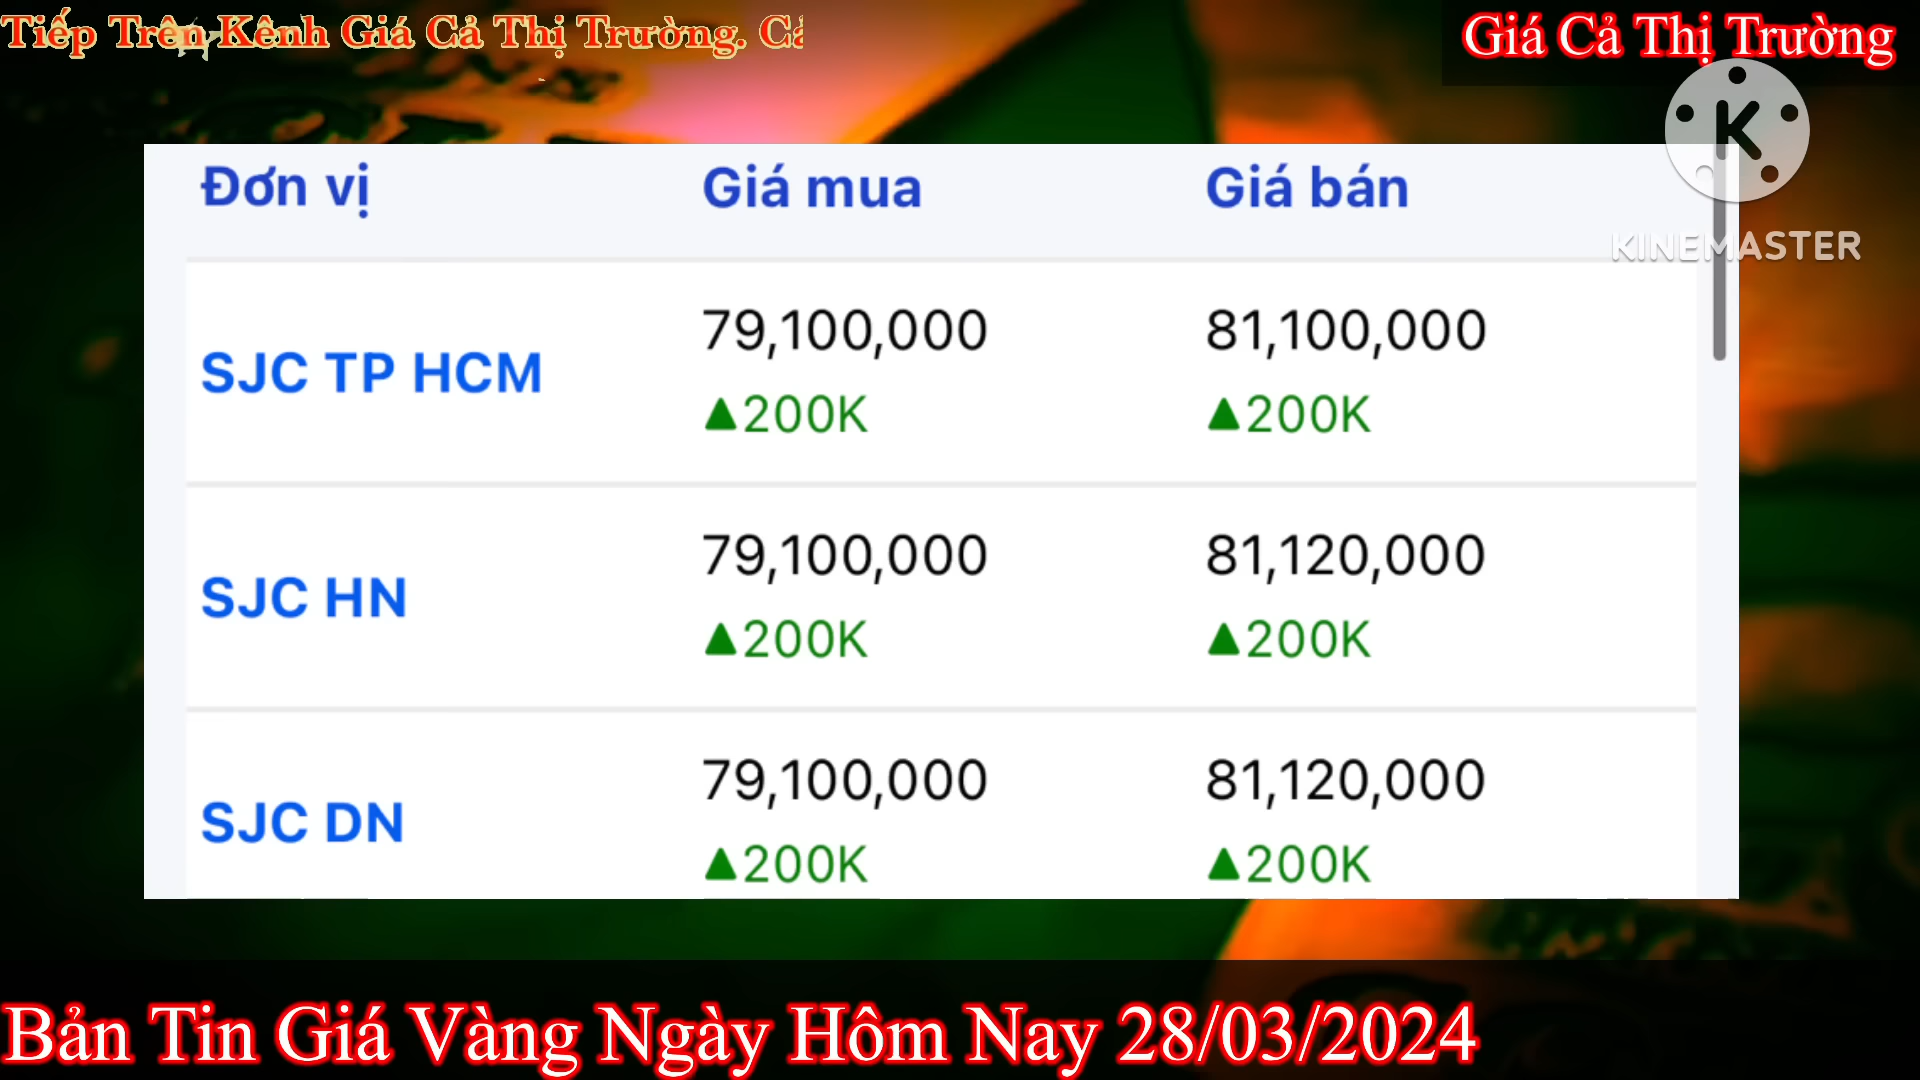 Tiếp Trên Kênh Giá Cả Thị Trường. Cả
Giá Cả Thị Trường
K
KINEMASTER
Đơn vị Giá mua Giá bán
SJC TP HCM 79,100,000 81,100,000
▲200K ▲200K
SJC HN 79,100,000 81,120,000
▲200K ▲200K
SJC DN 79,100,000 81,120,000
▲200K ▲200K
Bản Tin Giá Vàng Ngày Hôm Nay 28/03/2024